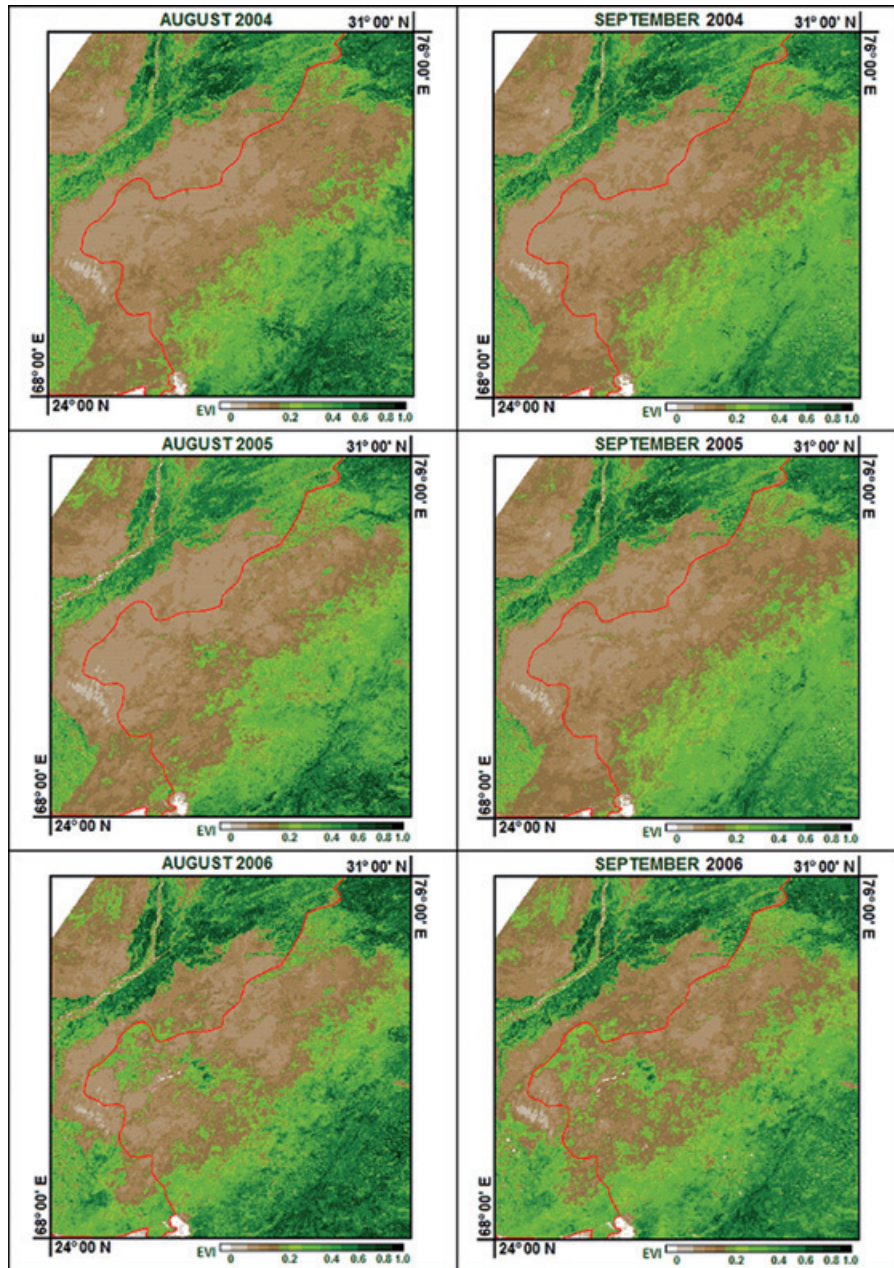 AUGUST 2004
31° 00' N
76° 00' E
68° 00' E
24° 00 N
EVI 0 0.2 0.4 0.6 0.8 1.0
SEPTEMBER 2004
31° 00' N
76° 00' E
68° 00' E
24° 00 N
EVI 0 0.2 0.4 0.6 0.8 1.0
AUGUST 2005
31° 00' N
76° 00' E
68° 00' E
24° 00 N
EVI 0 0.2 0.4 0.6 0.8 1.0
SEPTEMBER 2005
31° 00' N
76° 00' E
68° 00' E
24° 00 N
EVI 0 0.2 0.4 0.6 0.8 1.0
AUGUST 2006
31° 00' N
76° 00' E
68° 00' E
24° 00 N
EVI 0 0.2 0.4 0.6 0.8 1.0
SEPTEMBER 2006
31° 00' N
76° 00' E
68° 00' E
24° 00 N
EVI 0 0.2 0.4 0.6 0.8 1.0